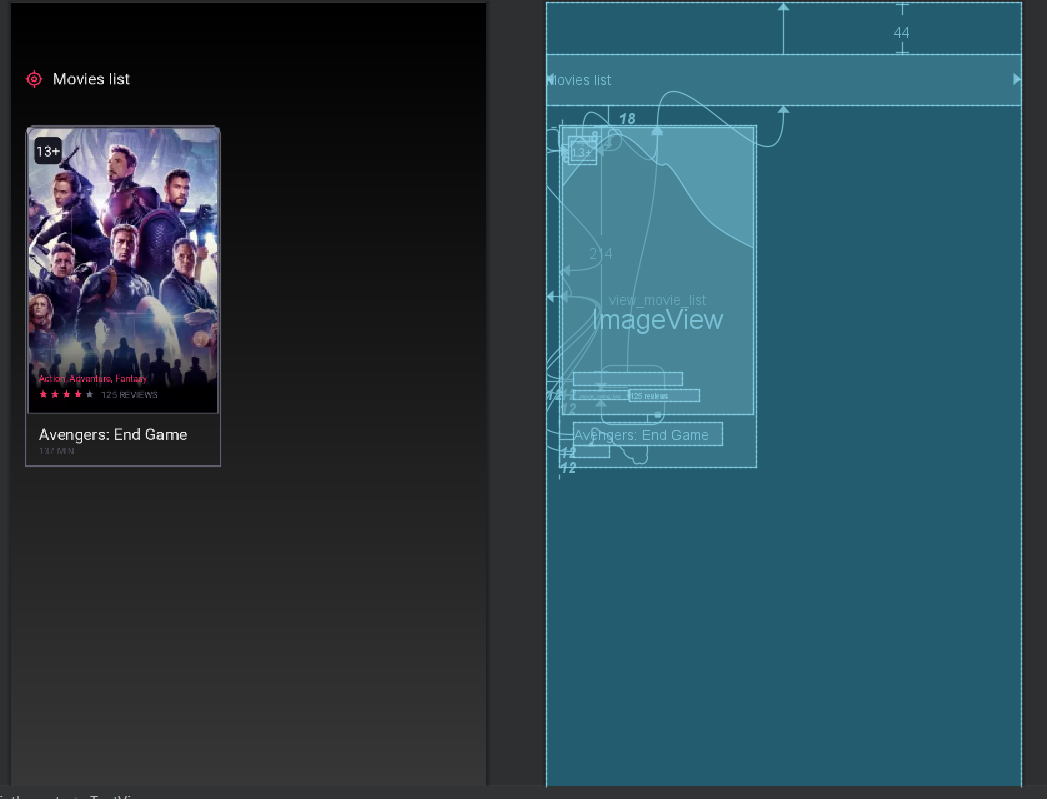 Movies list
13+
Action, Adventure, Fantasy
125 REVIEWS
Avengers: End Game
137 MIN
44
Movies list
18
13+
214
view_movie_list
ImageView
125 reviews
12
12
Avengers: End Game
12
12